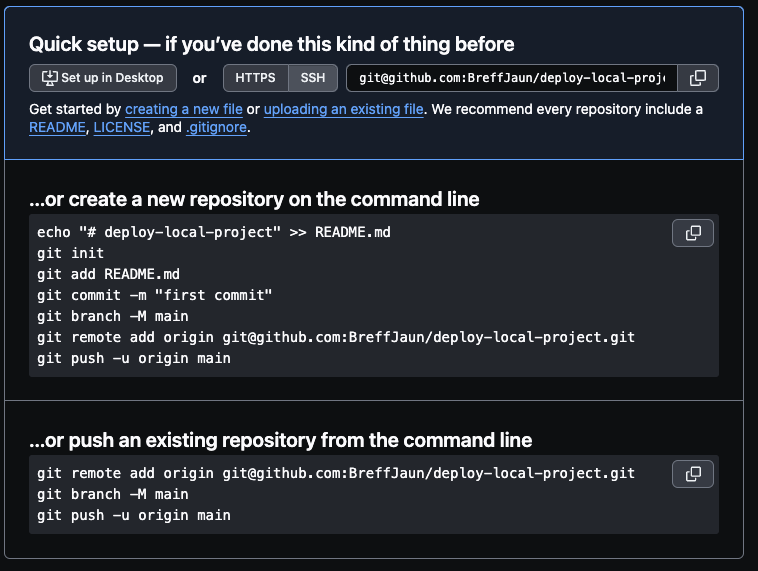 Quick setup — if you’ve done this kind of thing before
Set up in Desktop or HTTPS SSH git@github.com:BreffJaun/deploy-local-proje
Get started by creating a new file or uploading an existing file. We recommend every repository include a
README, LICENSE, and .gitignore.
…or create a new repository on the command line
echo "# deploy-local-project" >> README.md
git init
git add README.md
git commit -m "first commit"
git branch -M main
git remote add origin git@github.com:BreffJaun/deploy-local-project.git
git push -u origin main
…or push an existing repository from the command line
git remote add origin git@github.com:BreffJaun/deploy-local-project.git
git branch -M main
git push -u origin main